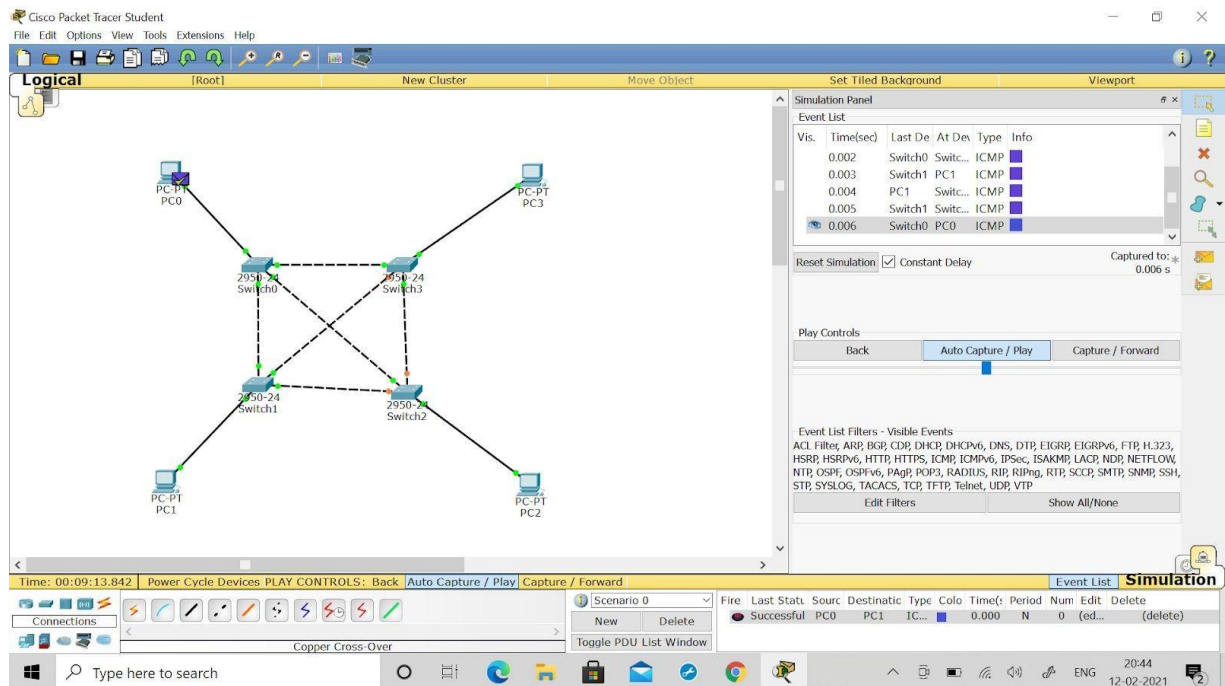 Cisco Packet Tracer Student
File Edit Options View Tools Extensions Help
Logical [Root] New Cluster Move Object Set Tiled Background Viewport
PC-PT
PC0
PC-PT
PC3
2950-24
Switch0
2950-24
Switch3
2950-24
Switch1
2950-24
Switch2
PC-PT
PC1
PC-PT
PC2
Simulation Panel
Event List
Vis. Time(sec) Last De At Dev Type Info
0.002 Switch0 Switc... ICMP
0.003 Switch1 PC1 ICMP
0.004 PC1 Switc... ICMP
0.005 Switch1 Switc... ICMP
0.006 Switch0 PC0 ICMP
Reset Simulation Constant Delay Captured to:
0.006 s
Play Controls
Back Auto Capture / Play Capture / Forward
Event List Filters - Visible Events
ACL Filter, ARP, BGP, CDP, DHCP, DHCPv6, DNS, DTP, EIGRP, EIGRPv6, FTP, H.323,
HSRP, HSRPv6, HTTP, HTTPS, ICMP, ICMPv6, IPSec, ISAKMP, LACP, NDP, NETFLOW,
NTP, OSPF, OSPFv6, PAgP, POP3, RADIUS, RIP, RIPng, RTP, SCCP, SMTP, SNMP, SSH,
STP, SYSLOG, TACACS, TCP, TFTP, Telnet, UDP, VTP
Edit Filters Show All/None
Time: 00:09:13.842 Power Cycle Devices PLAY CONTROLS: Back Auto Capture / Play Capture / Forward Event List Simulation
Connections
Copper Cross-Over
Scenario 0
New Delete
Toggle PDU List Window
Fire Last Statu Sourc Destinatic Type Colo Time(s Period Num Edit Delete
Successful PC0 PC1 IC... 0.000 N 0 (ed... (delete)
Type here to search
ENG
20:44
12-02-2021
2